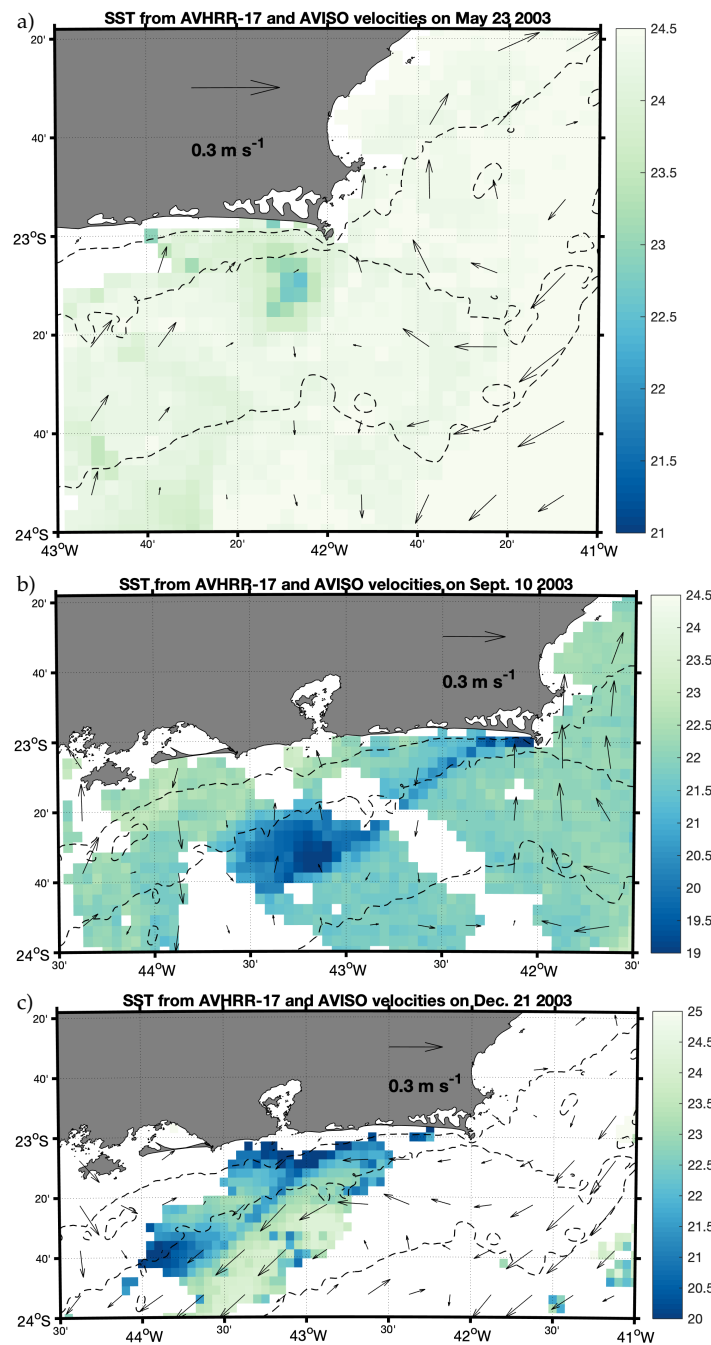 a)
SST from AVHRR-17 and AVISO velocities on May 23 2003
20'
40'
23°S
20'
40'
24°S
43°W
40'
20'
42°W
40'
20'
41°W
0.3 m s-1
24.5
24
23.5
23
22.5
22
21.5
21
b)
SST from AVHRR-17 and AVISO velocities on Sept. 10 2003
20'
40'
23°S
20'
40'
24°S
30'
44°W
30'
43°W
30'
42°W
30'
0.3 m s-1
24.5
24
23.5
23
22.5
22
21.5
21
20.5
20
19.5
19
c)
SST from AVHRR-17 and AVISO velocities on Dec. 21 2003
20'
40'
23°S
20'
40'
24°S
30'
44°W
30'
43°W
30'
42°W
30'
41°W
0.3 m s-1
25
24.5
24
23.5
23
22.5
22
21.5
21
20.5
20